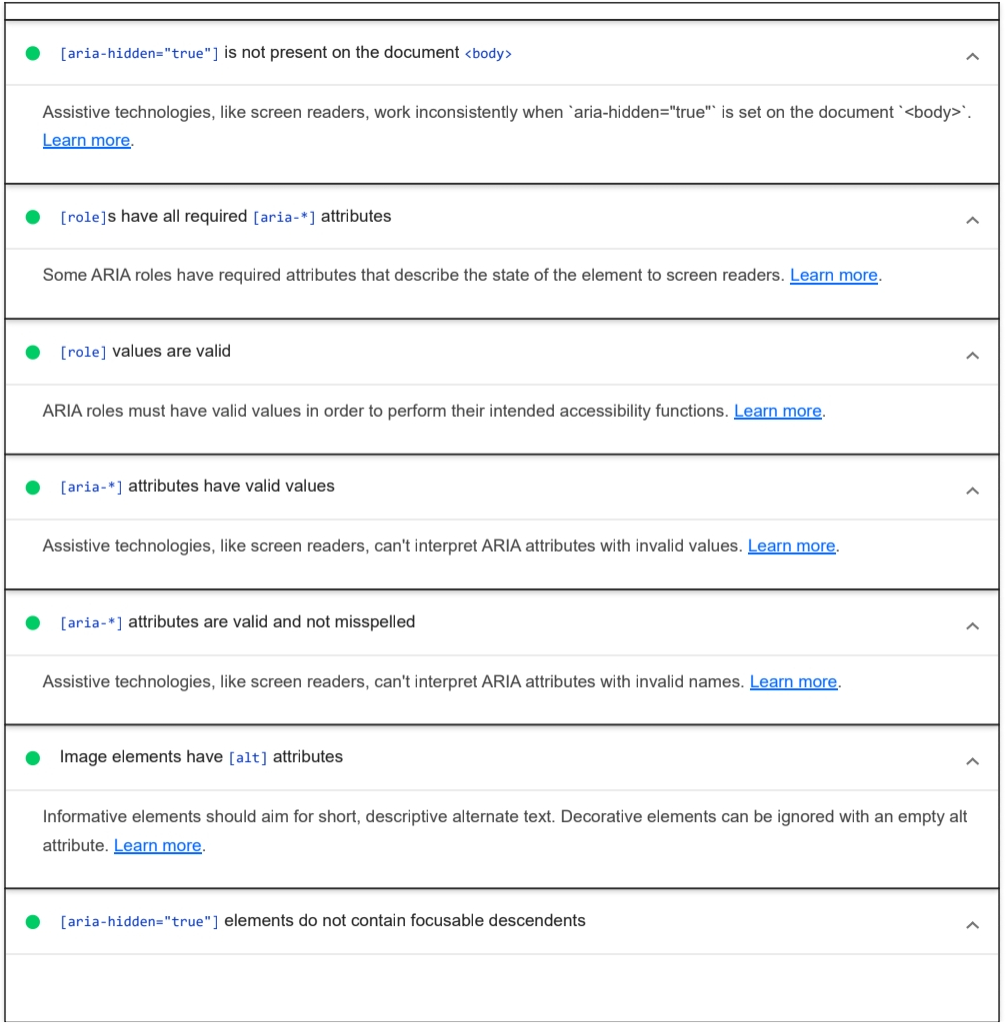 [aria-hidden="true"] is not present on the document <body>
Assistive technologies, like screen readers, work inconsistently when `aria-hidden="true"` is set on the document `<body>`.
Learn more.
[role]s have all required [aria-*] attributes
Some ARIA roles have required attributes that describe the state of the element to screen readers. Learn more.
[role] values are valid
ARIA roles must have valid values in order to perform their intended accessibility functions. Learn more.
[aria-*] attributes have valid values
Assistive technologies, like screen readers, can't interpret ARIA attributes with invalid values. Learn more.
[aria-*] attributes are valid and not misspelled
Assistive technologies, like screen readers, can't interpret ARIA attributes with invalid names. Learn more.
Image elements have [alt] attributes
Informative elements should aim for short, descriptive alternate text. Decorative elements can be ignored with an empty alt
attribute. Learn more.
[aria-hidden="true"] elements do not contain focusable descendents